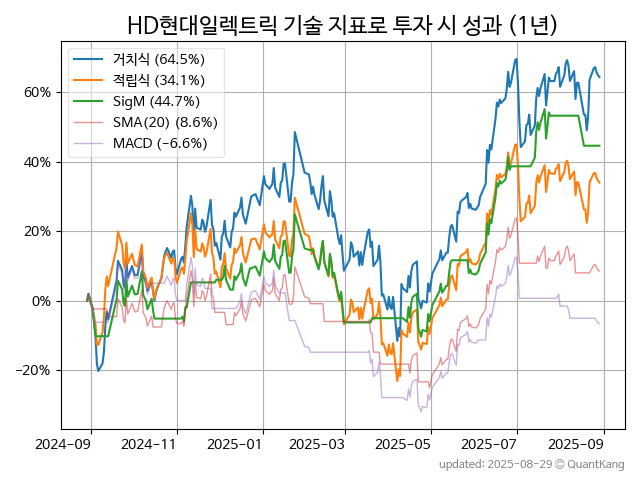 HD현대일렉트릭 기술 지표로 투자 시 성과 (1년)
거치식 (64.5%)
적립식 (34.1%)
SigM (44.7%)
SMA(20) (8.6%)
MACD (−6.6%)
60%
40%
20%
0%
−20%
2024-09 2024-11 2025-01 2025-03 2025-05 2025-07 2025-09
updated: 2025-08-29 ⓒ QuantKang